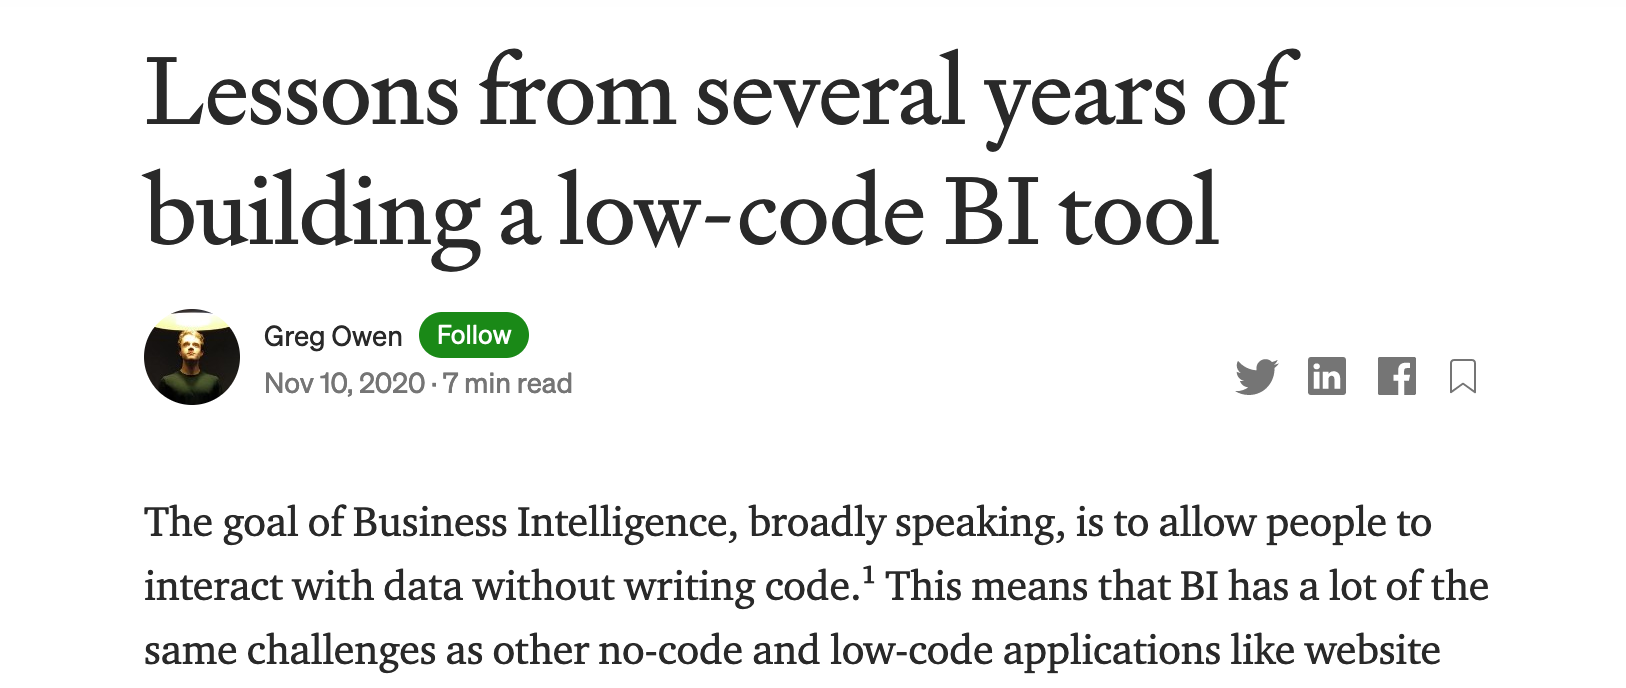 Lessons from several years of
building a low-code BI tool
Greg Owen Follow
Nov 10, 2020 · 7 min read
The goal of Business Intelligence, broadly speaking, is to allow people to
interact with data without writing code.¹ This means that BI has a lot of the
same challenges as other no-code and low-code applications like website